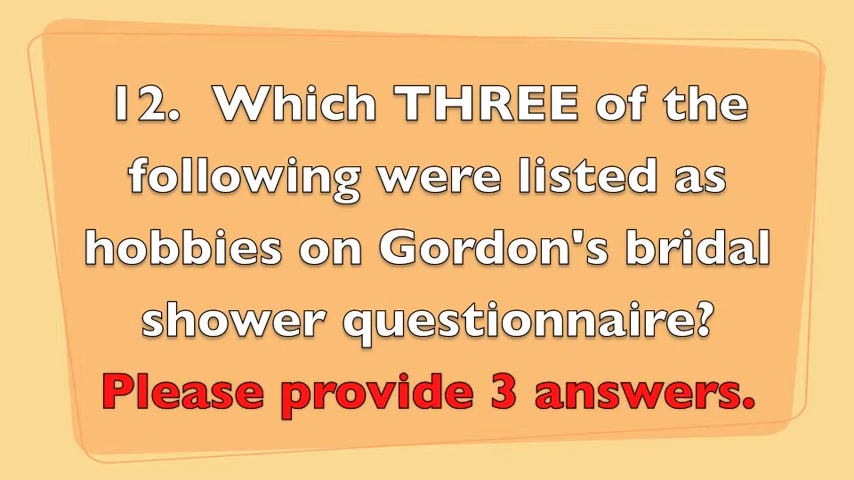 12.  Which THREE of the
following were listed as
hobbies on Gordon's bridal
shower questionnaire?
Please provide 3 answers.